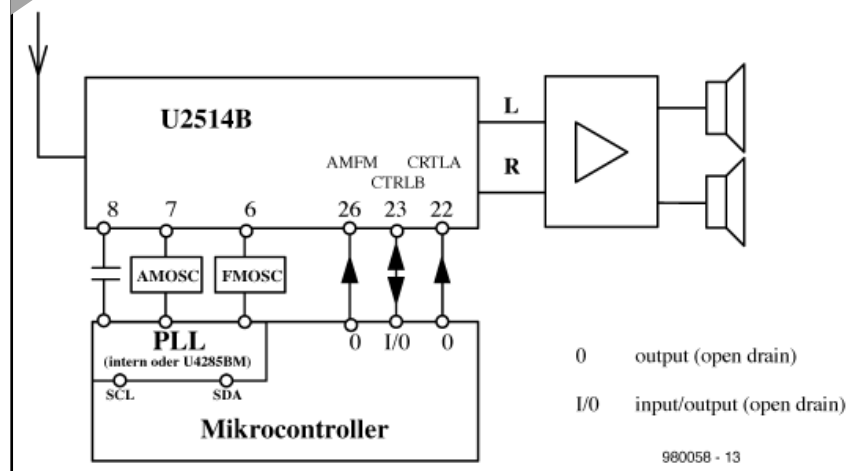 U2514B
AMFM CRTLA
CTRLB
8 7 6 26 23 22
L
R
AMOSC FMOSC
PLL
(intern oder U4285BM)
0 I/0 0
SCL SDA
Mikrocontroller
0 output (open drain)
I/0 input/output (open drain)
980058 - 13